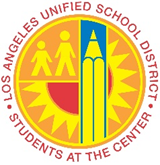 LOS ANGELES UNIFIED SCHOOL DISTRICT
• STUDENTS AT THE CENTER •